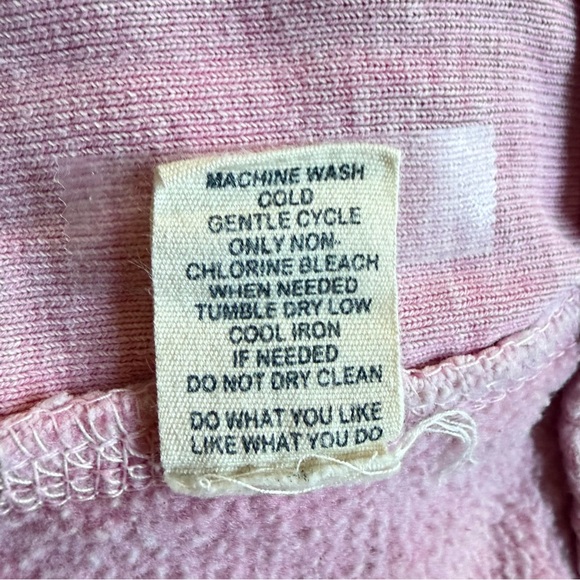 MACHINE WASH
COLD
GENTLE CYCLE
ONLY NON-
CHLORINE BLEACH
WHEN NEEDED
TUMBLE DRY LOW
COOL IRON
IF NEEDED
DO NOT DRY CLEAN
DO WHAT YOU LIKE
LIKE WHAT YOU DO